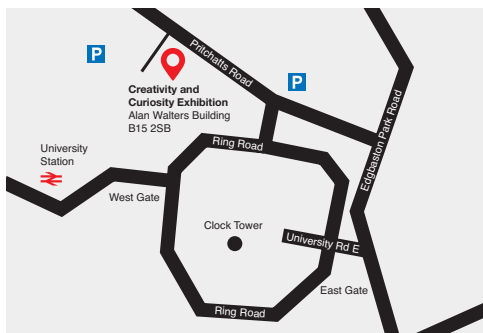 P
Pritchatts Road
P
Creativity and
Curiosity Exhibition
Alan Walters Building
B15 2SB
Edgbaston Park Road
Ring Road
University
Station
West Gate
Clock Tower
University Rd E
East Gate
Ring Road